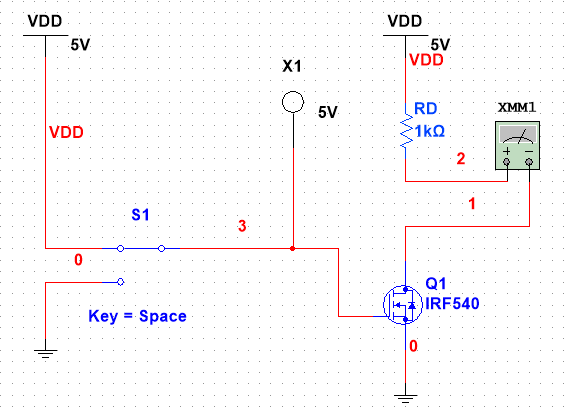 VDD
5V
VDD
5V
VDD
X1
5V
RD
1kΩ
XMM1
+ −
VDD
2
1
S1
3
0
Key = Space
Q1
IRF540
0